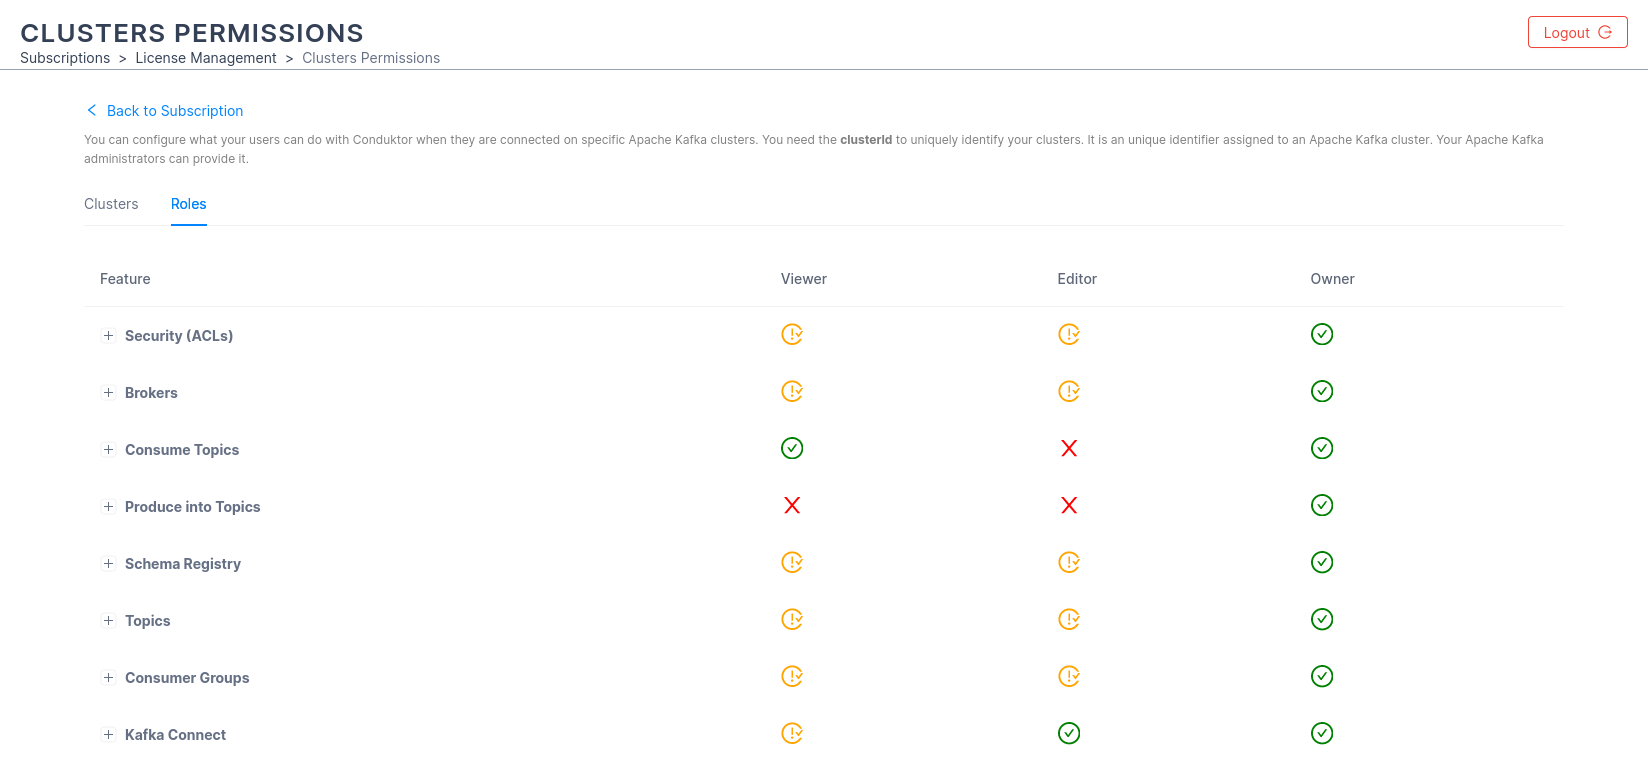 CLUSTERS PERMISSIONS
Logout
Subscriptions > License Management > Clusters Permissions
Back to Subscription
You can configure what your users can do with Conduktor when they are connected on specific Apache Kafka clusters. You need the clusterId to uniquely identify your clusters. It is an unique identifier assigned to an Apache Kafka cluster. Your Apache Kafka
administrators can provide it.
Clusters Roles
Feature Viewer Editor Owner
Security (ACLs)
Brokers
Consume Topics
Produce into Topics
Schema Registry
Topics
Consumer Groups
Kafka Connect